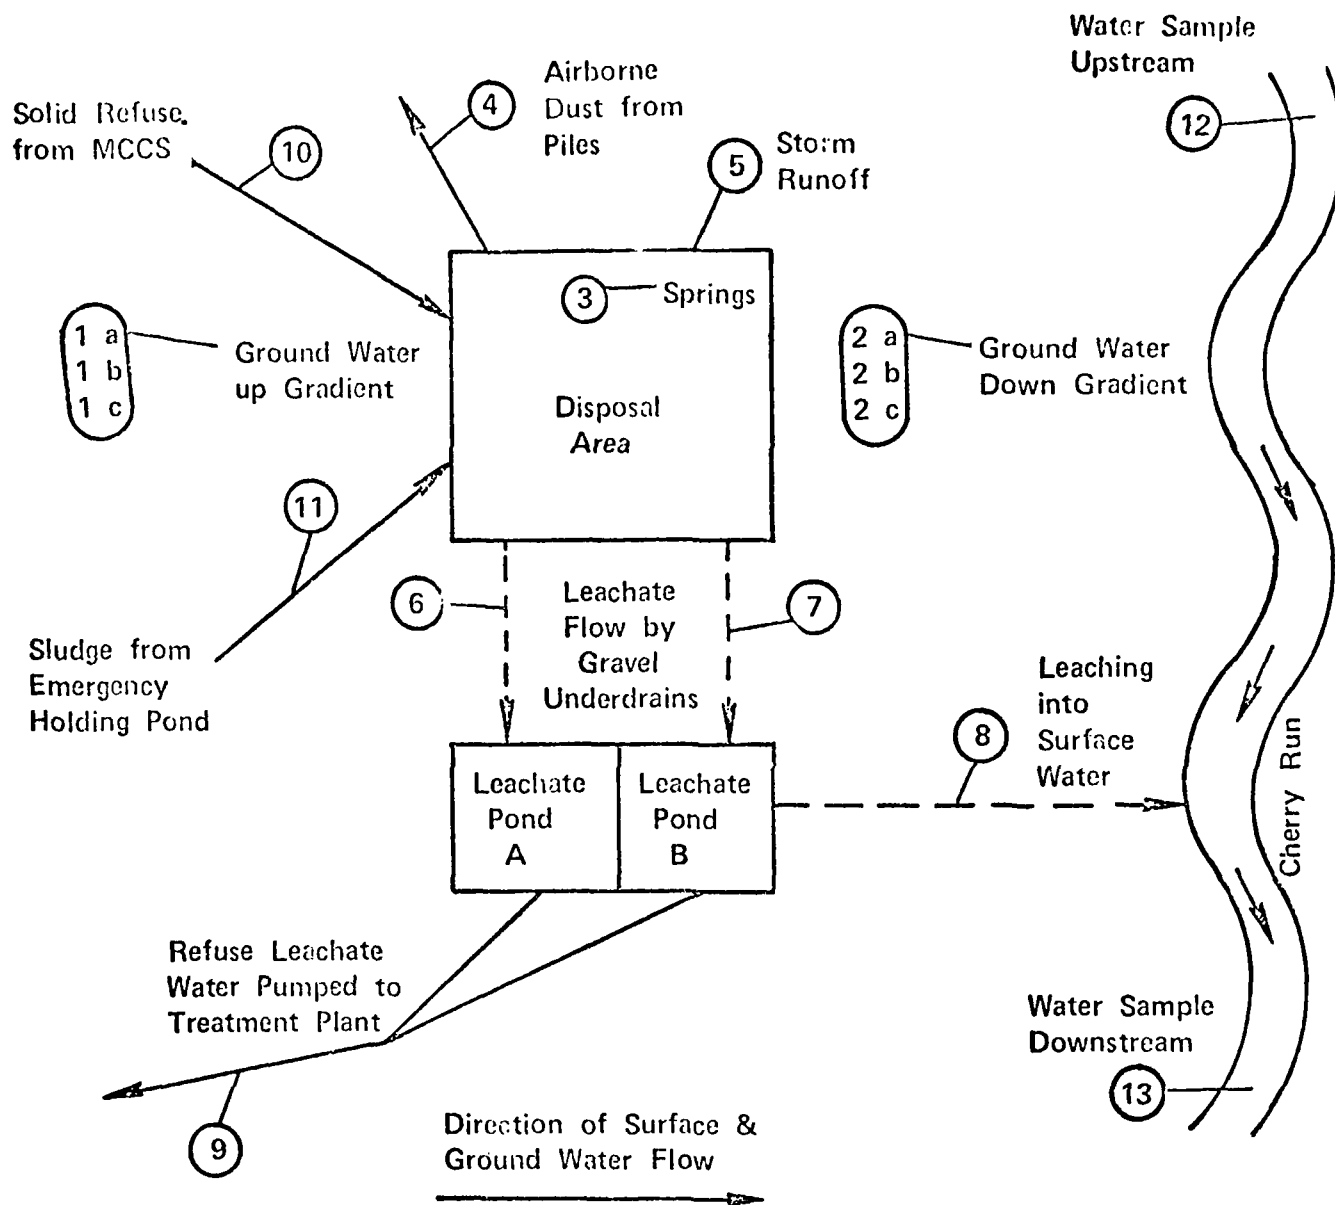 Water Sample
Upstream
12
Airborne
Dust from
Piles
4
Solid Refuse
from MCCS
10
5
Storm
Runoff
3
Springs
1 a
1 b
1 c
Ground Water
up Gradient
2 a
2 b
2 c
Ground Water
Down Gradient
Disposal
Area
11
6
Leachate
Flow by
Gravel
Underdrains
7
Sludge from
Emergency
Holding Pond
8
Leaching
into
Surface
Water
Cherry Run
Leachate
Pond
A
Leachate
Pond
B
Refuse Leachate
Water Pumped to
Treatment Plant
9
Water Sample
Downstream
13
Direction of Surface &
Ground Water Flow